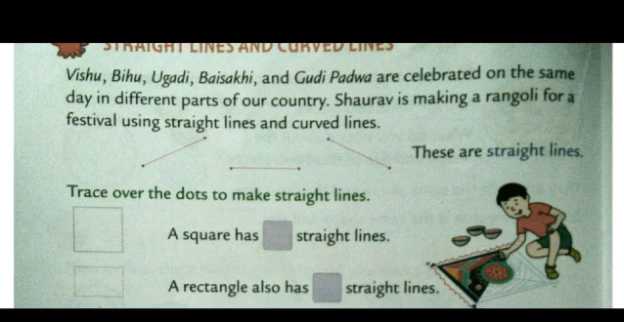 STRAIGHT LINES AND CURVED LINES
Vishu, Bihu, Ugadi, Baisakhi, and Gudi Padwa are celebrated on the same
day in different parts of our country. Shaurav is making a rangoli for a
festival using straight lines and curved lines.
These are straight lines.
Trace over the dots to make straight lines.
A square has straight lines.
A rectangle also has straight lines.